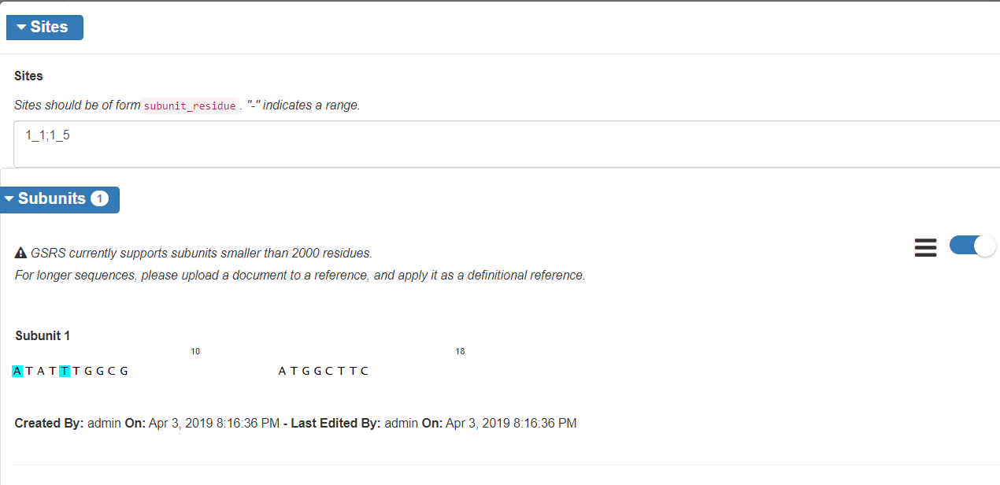 Sites
Sites
Sites should be of form subunit_residue. "-" indicates a range.
1_1;1_5
Subunits 1
GSRS currently supports subunits smaller than 2000 residues.
For longer sequences, please upload a document to a reference, and apply it as a definitional reference.
Subunit 1
10 18
A T A T T T G G C G A T G G C T T C
Created By: admin On: Apr 3, 2019 8:16:36 PM - Last Edited By: admin On: Apr 3, 2019 8:16:36 PM